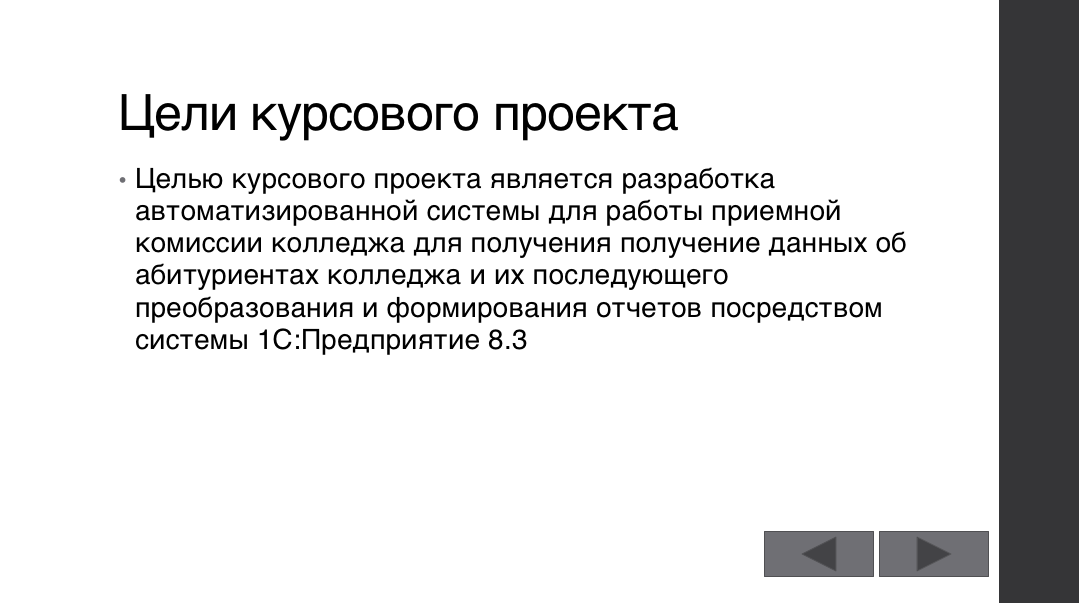 Цели курсового проекта
• Целью курсового проекта является разработка
автоматизированной системы для работы приемной
комиссии колледжа для получения получение данных об
абитуриентах колледжа и их последующего
преобразования и формирования отчетов посредством
системы 1С:Предприятие 8.3